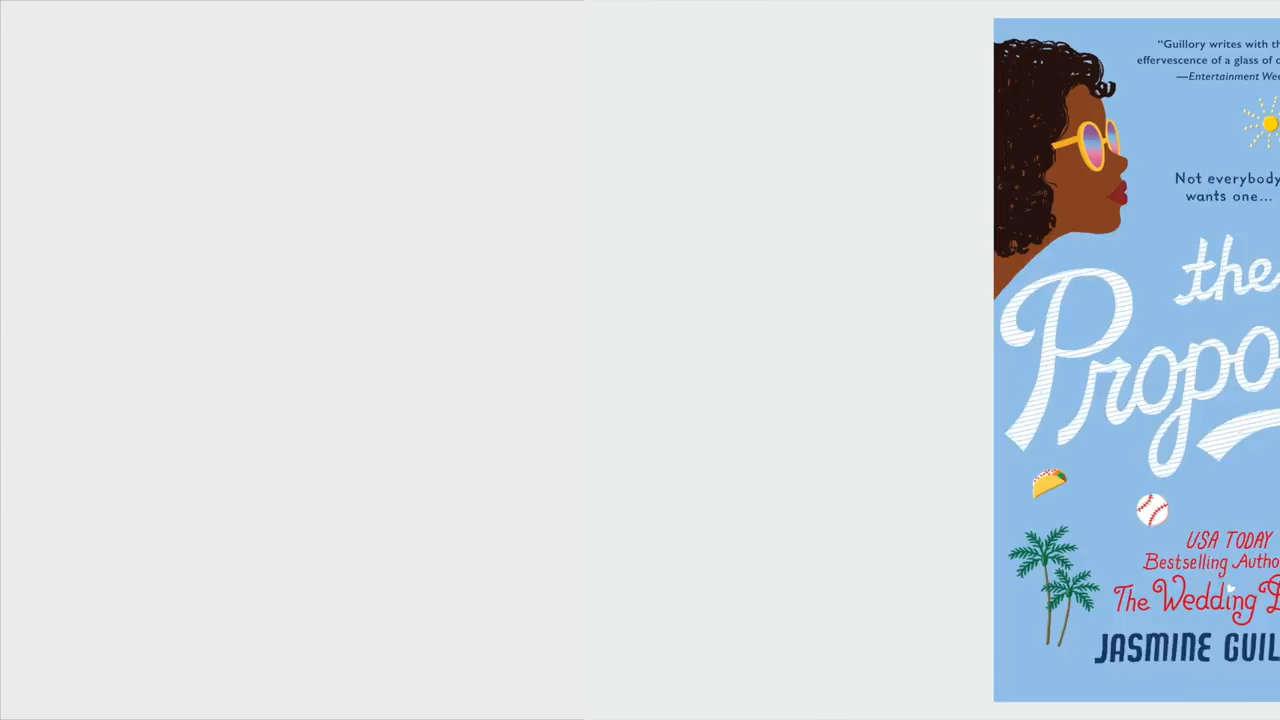 “Guillory writes with th
effervescence of a glass of c
—Entertainment Wee
Not everybody
wants one...
the
Propo
USA TODAY
Bestselling Autho
The Wedding D
JASMINE GUIL